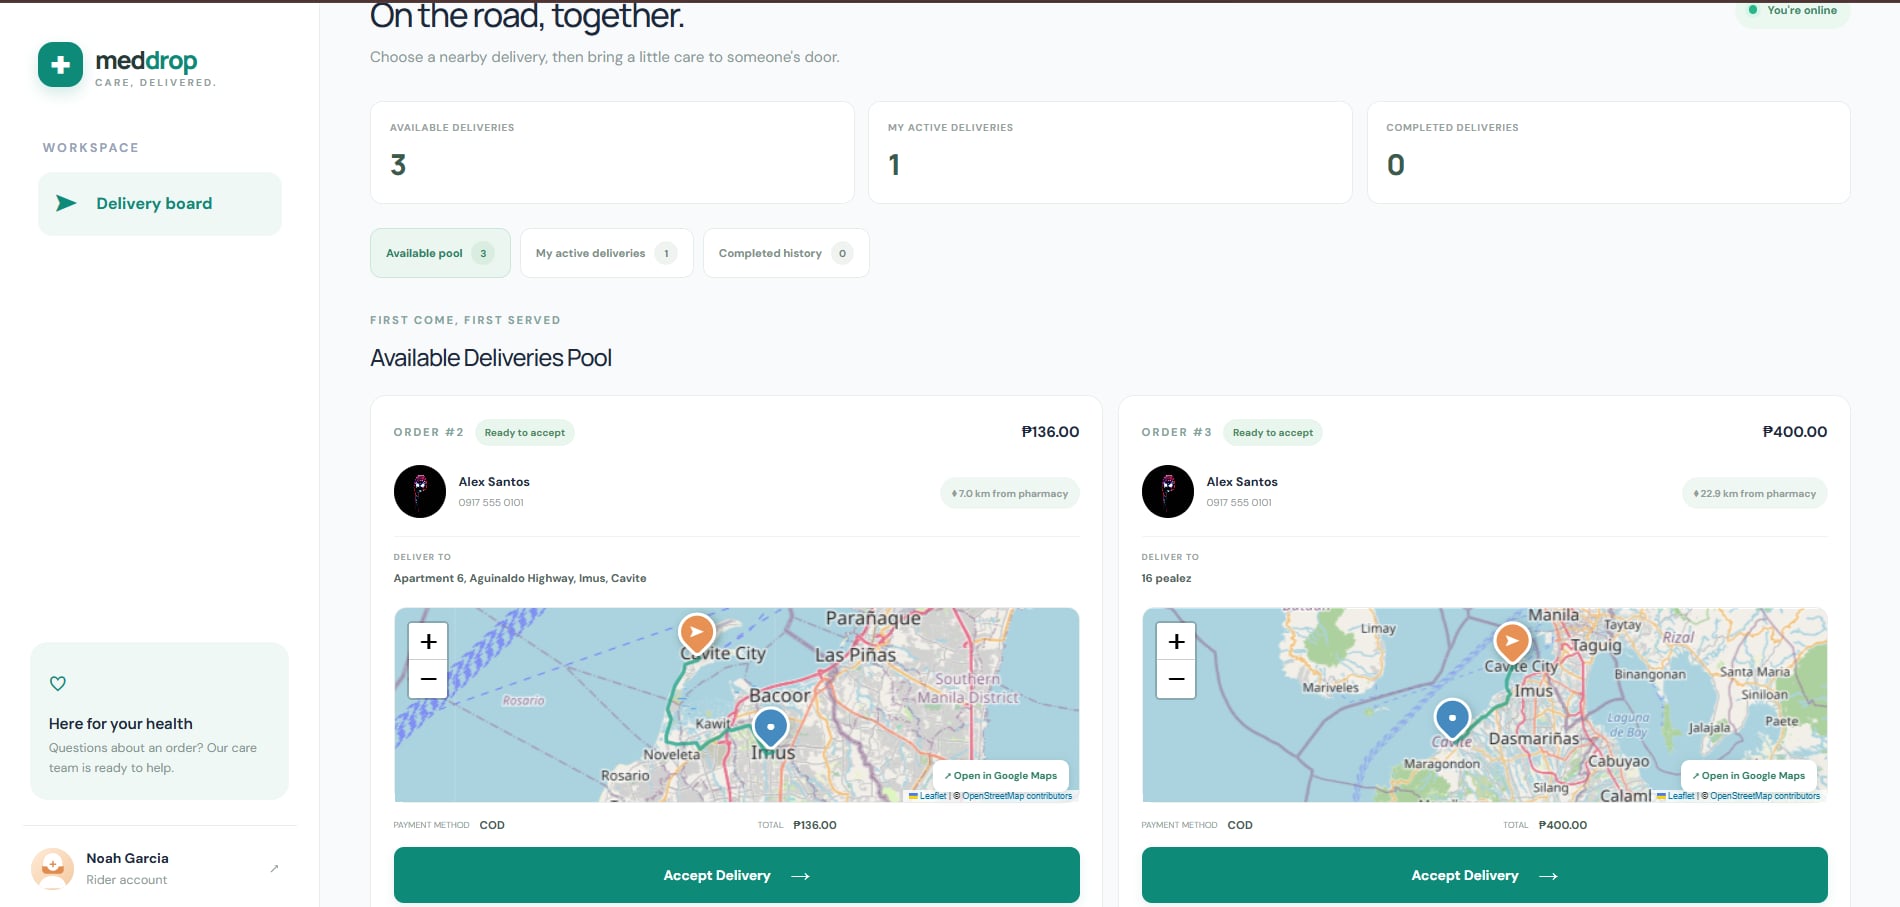 meddrop
CARE, DELIVERED.
WORKSPACE
Delivery board
Here for your health
Questions about an order? Our care
team is ready to help.
Noah Garcia
Rider account
On the road, together.
You're online
Choose a nearby delivery, then bring a little care to someone's door.
AVAILABLE DELIVERIES
3
MY ACTIVE DELIVERIES
1
COMPLETED DELIVERIES
0
Available pool 3
My active deliveries 1
Completed history 0
FIRST COME, FIRST SERVED
Available Deliveries Pool
ORDER #2 Ready to accept ₱136.00
Alex Santos
0917 555 0101
7.0 km from pharmacy
DELIVER TO
Apartment 6, Aguinaldo Highway, Imus, Cavite
+
−
Parañaque
Cavite City
Las Piñas
Southern
Manila District
Rosario
Bacoor
Kawit
Noveleta
Imus
Rosario
Open in Google Maps
Leaflet | © OpenStreetMap contributors
PAYMENT METHOD COD TOTAL ₱136.00
Accept Delivery →
ORDER #3 Ready to accept ₱400.00
Alex Santos
0917 555 0101
22.9 km from pharmacy
DELIVER TO
16 pealez
+
−
Manila
Limay
Taytay
Rizal
Taguig
Cavite City
Binangonan
Santa Maria
Mariveles
Imus
Siniloan
Laguna
de Bay
Jalajala
Paete
Cavite
Dasmariñas
Maragondon
Cabuyao
Silang
Calaml
Open in Google Maps
Leaflet | © OpenStreetMap contributors
PAYMENT METHOD COD TOTAL ₱400.00
Accept Delivery →